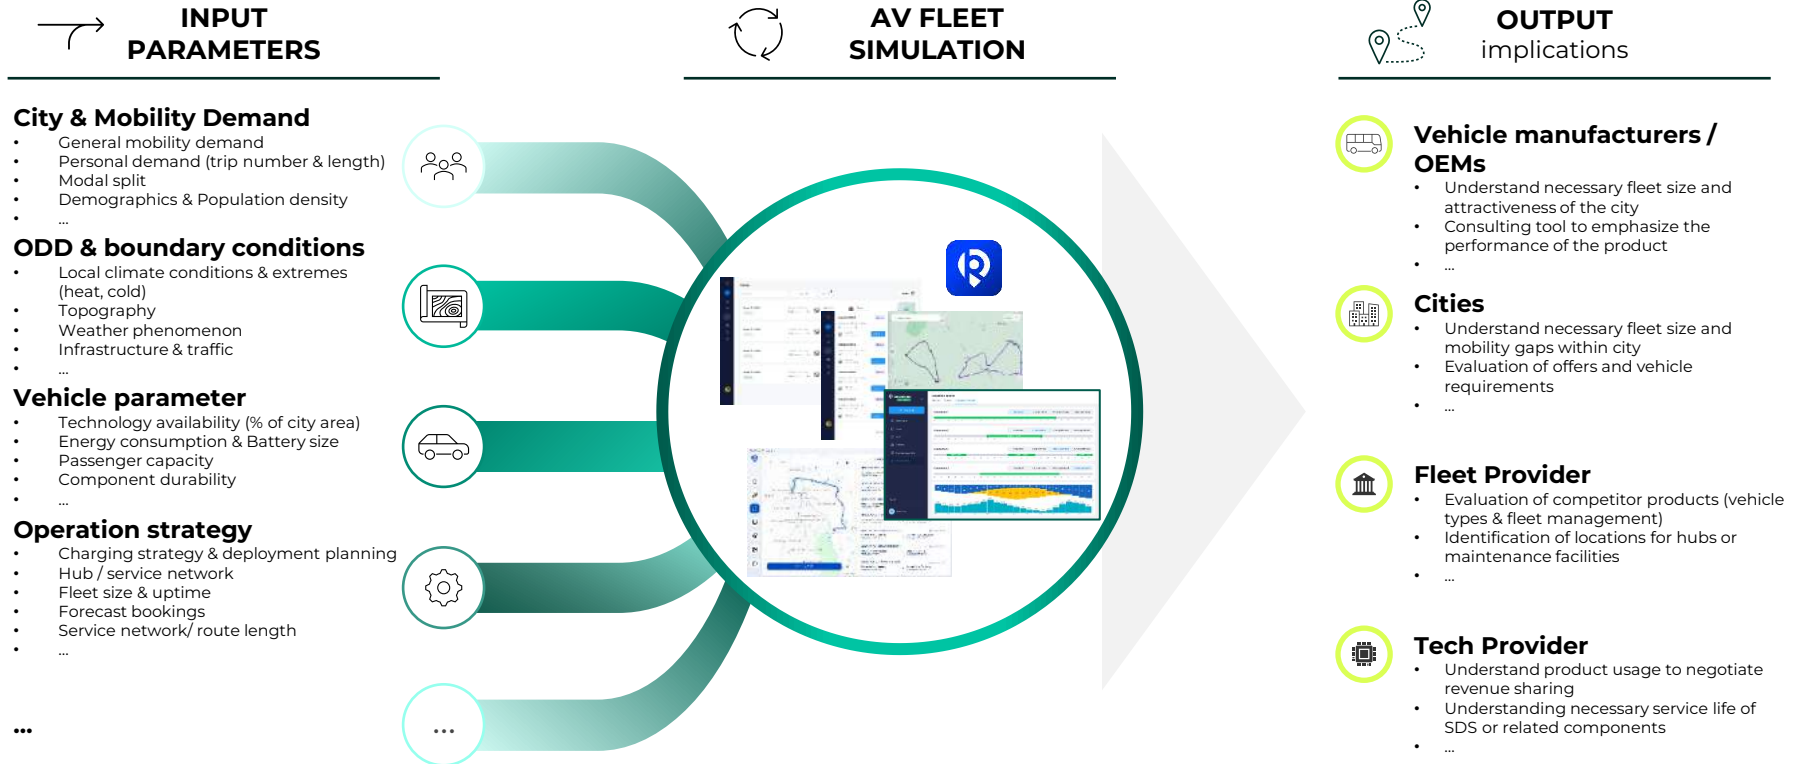 INPUT
PARAMETERS
AV FLEET
SIMULATION
OUTPUT
implications
City & Mobility Demand
• General mobility demand
• Personal demand (trip number & length)
• Modal split
• Demographics & Population density
• ...
ODD & boundary conditions
• Local climate conditions & extremes
(heat, cold)
• Topography
• Weather phenomenon
• Infrastructure & traffic
• ...
Vehicle parameter
• Technology availability (% of city area)
• Energy consumption & Battery size
• Passenger capacity
• Component durability
• ...
Operation strategy
• Charging strategy & deployment planning
• Hub / service network
• Fleet size & uptime
• Forecast bookings
• Service network/ route length
• ...
...
...
Vehicle manufacturers /
OEMs
• Understand necessary fleet size and
attractiveness of the city
• Consulting tool to emphasize the
performance of the product
• ...
Cities
• Understand necessary fleet size and
mobility gaps within city
• Evaluation of offers and vehicle
requirements
• ...
Fleet Provider
• Evaluation of competitor products (vehicle
types & fleet management)
• Identification of locations for hubs or
maintenance facilities
• ...
Tech Provider
• Understand product usage to negotiate
revenue sharing
• Understanding necessary service life of
SDS or related components
• ...